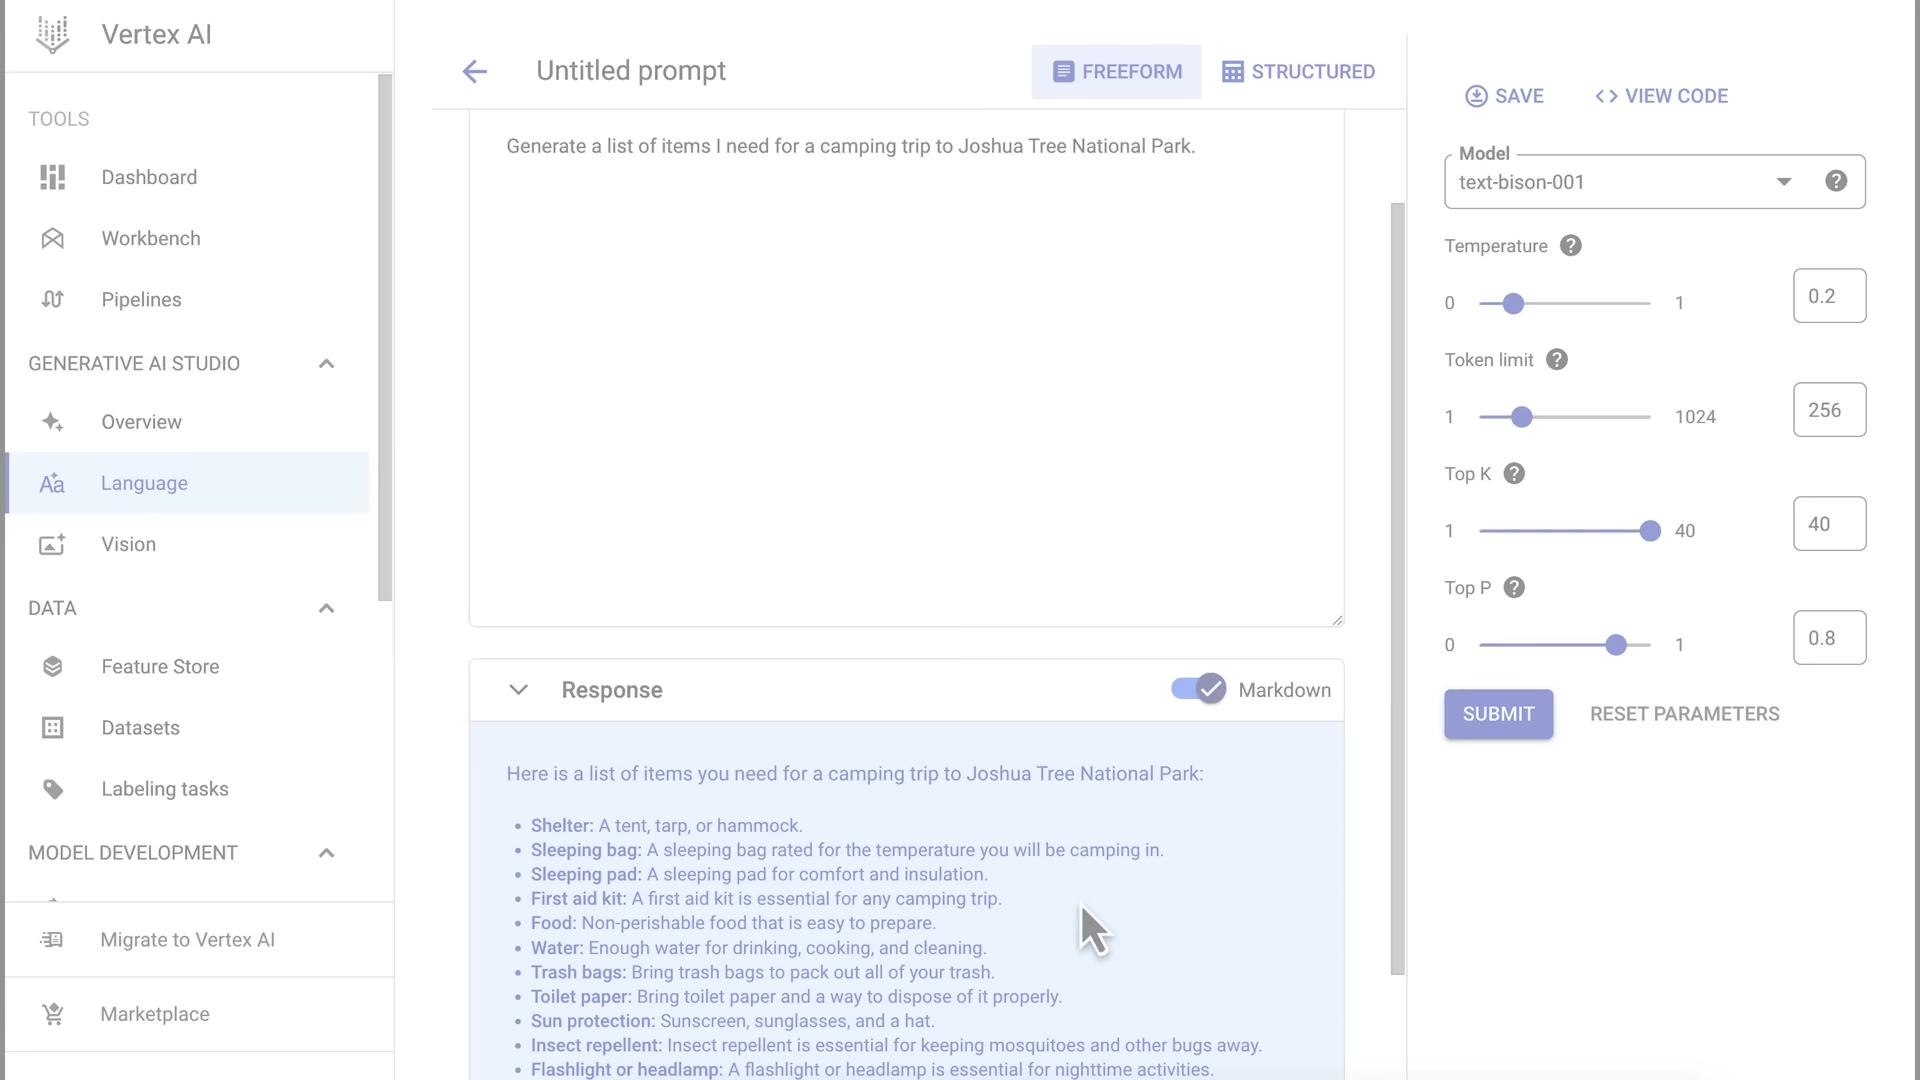 Vertex AI
TOOLS
Dashboard
Workbench
Pipelines
GENERATIVE AI STUDIO
Overview
Language
Vision
DATA
Feature Store
Datasets
Labeling tasks
MODEL DEVELOPMENT
Migrate to Vertex AI
Marketplace
Untitled prompt
FREEFORM
STRUCTURED
Generate a list of items I need for a camping trip to Joshua Tree National Park.
Response
Markdown
Here is a list of items you need for a camping trip to Joshua Tree National Park:
• Shelter: A tent, tarp, or hammock.
• Sleeping bag: A sleeping bag rated for the temperature you will be camping in.
• Sleeping pad: A sleeping pad for comfort and insulation.
• First aid kit: A first aid kit is essential for any camping trip.
• Food: Non-perishable food that is easy to prepare.
• Water: Enough water for drinking, cooking, and cleaning.
• Trash bags: Bring trash bags to pack out all of your trash.
• Toilet paper: Bring toilet paper and a way to dispose of it properly.
• Sun protection: Sunscreen, sunglasses, and a hat.
• Insect repellent: Insect repellent is essential for keeping mosquitoes and other bugs away.
• Flashlight or headlamp: A flashlight or headlamp is essential for nighttime activities.
SAVE
<> VIEW CODE
Model
text-bison-001
?
Temperature ?
0 1 0.2
Token limit ?
1 1024 256
Top K ?
1 40 40
Top P ?
0 1 0.8
SUBMIT
RESET PARAMETERS